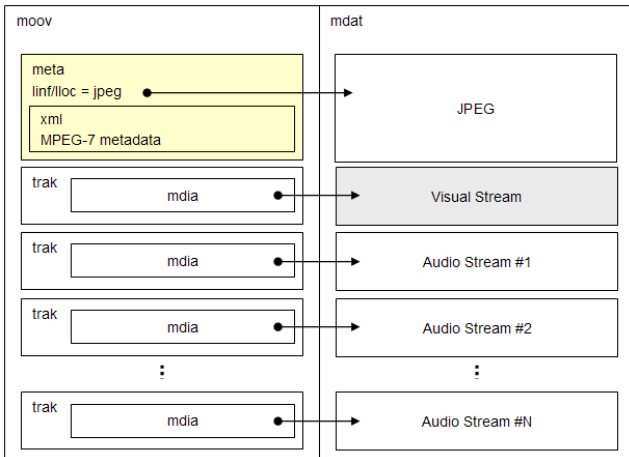 moov
mdat
meta
Iinf/Iloc = jpeg
xml
MPEG-7 metadata
JPEG
trak
mdia
Visual Stream
trak
mdia
Audio Stream #1
trak
mdia
Audio Stream #2
trak
mdia
Audio Stream #N